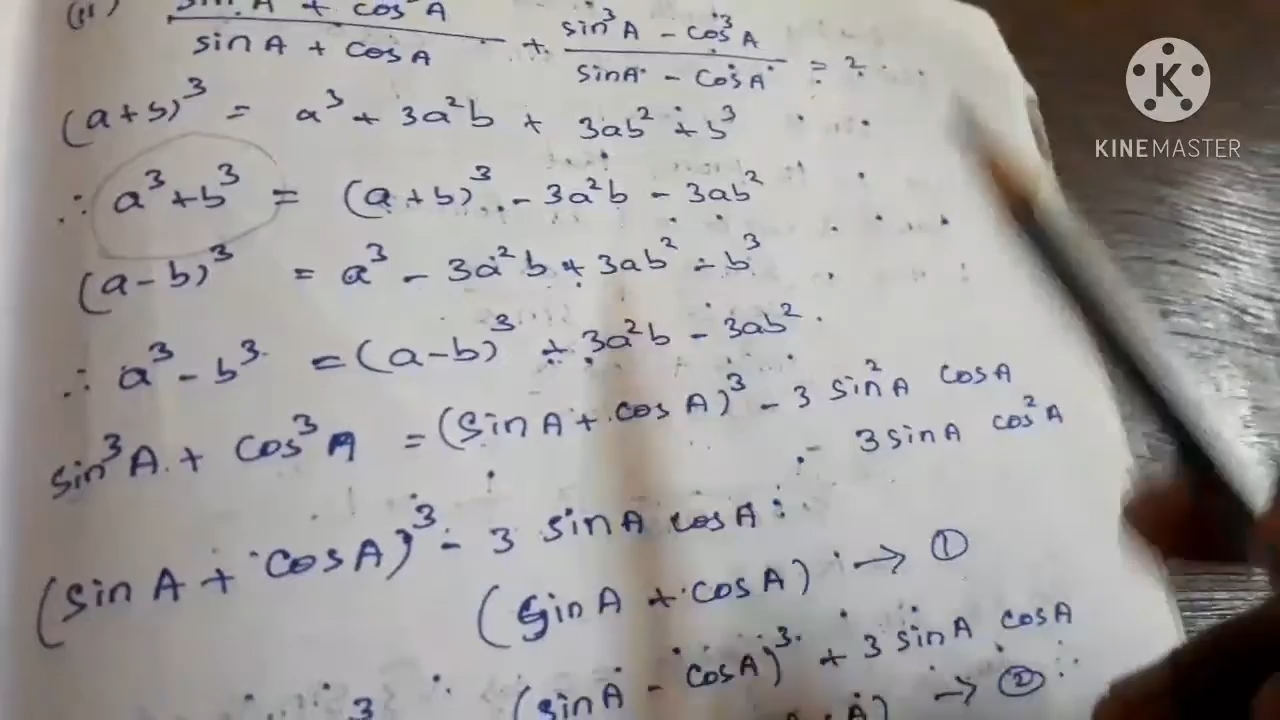 sin³A + cos³A / sinA + cosA + sin³A - cos³A / sinA - cosA = 2
(a+b)³ = a³ + 3a²b + 3ab² + b³
∴ a³+b³ = (a+b)³ - 3a²b - 3ab²
(a-b)³ = a³ - 3a²b + 3ab² - b³
∴ a³-b³ = (a-b)³ + 3a²b - 3ab²
sin³A + cos³A = (sinA + cosA)³ - 3 sin²A cosA
- 3 sinA cos²A
(sinA + cosA)³ - 3 sinA cosA
(sinA + cosA) → ①
(sinA - cosA)³ + 3 sinA cosA
→ ②
K
KINEMASTER